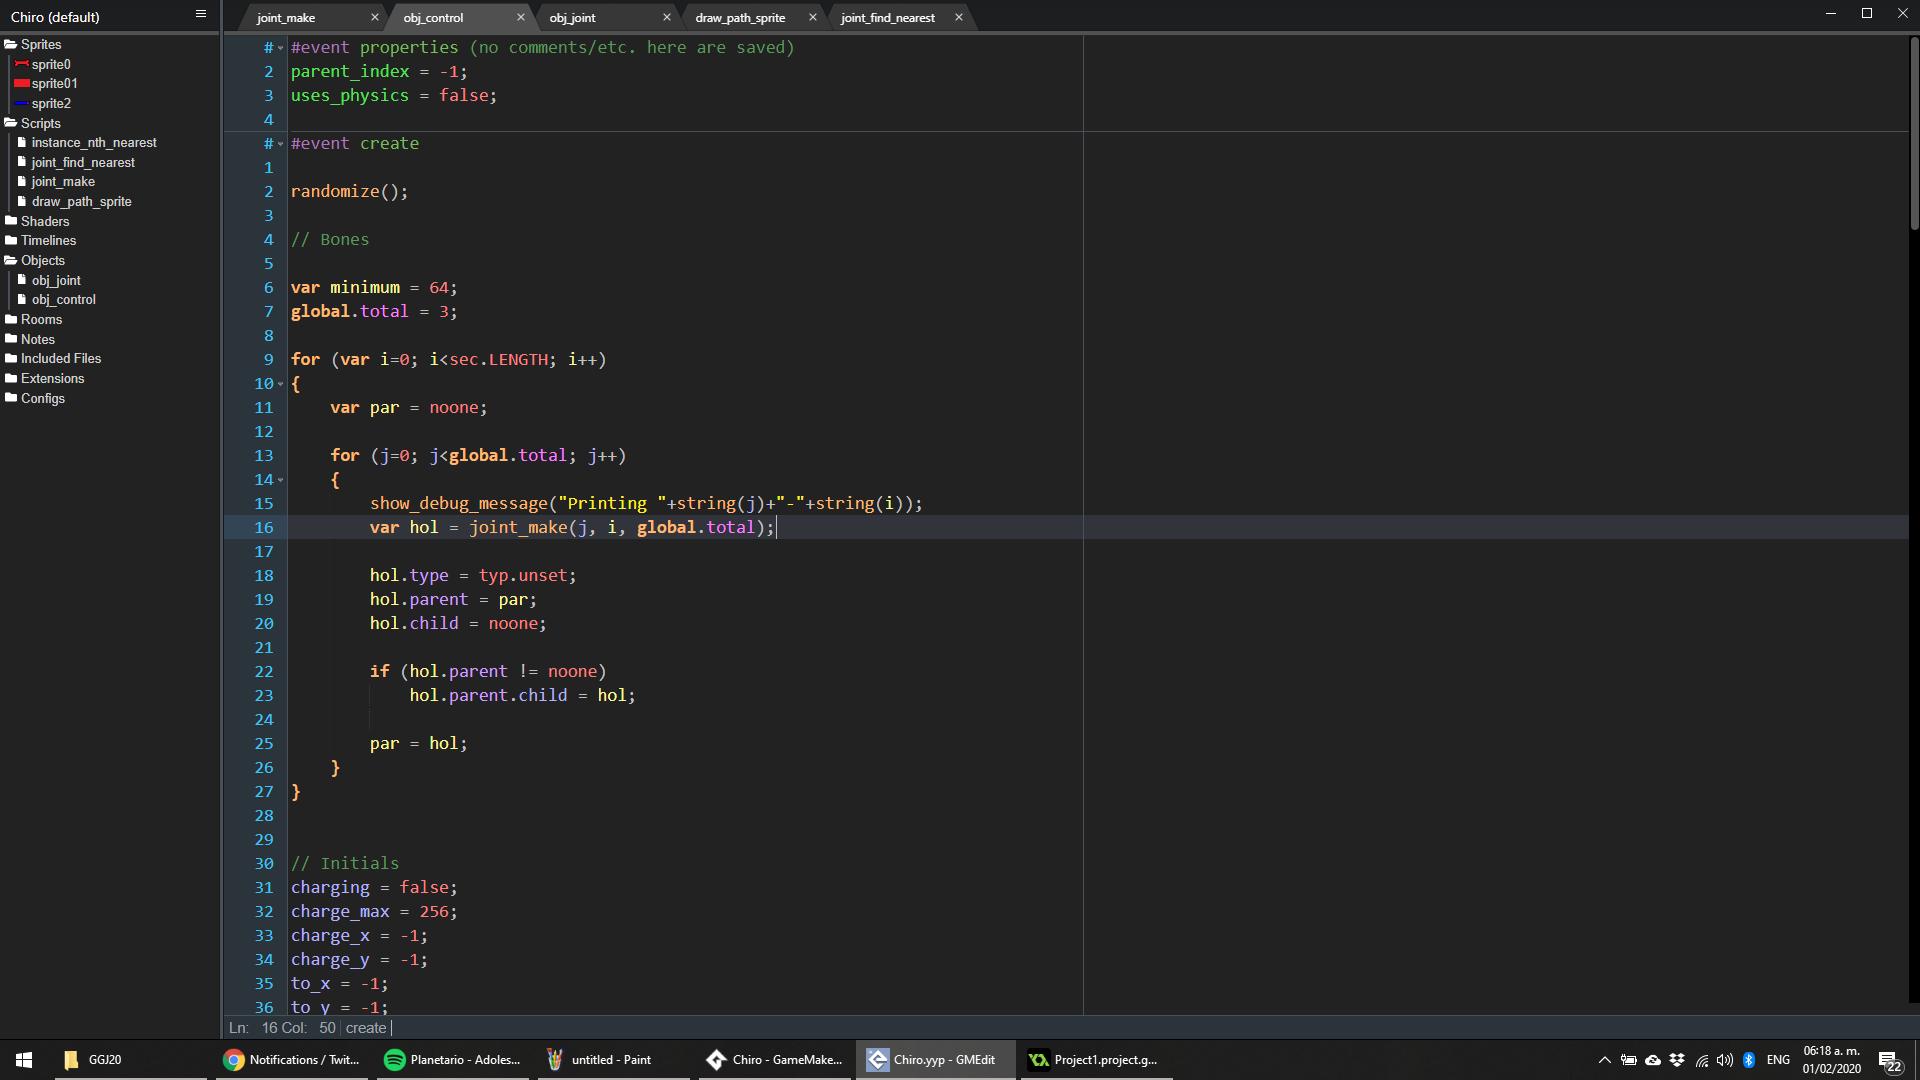 Chiro (default)
joint_make
obj_control
obj_joint
draw_path_sprite
joint_find_nearest
Sprites
sprite0
sprite01
sprite2
Scripts
instance_nth_nearest
joint_find_nearest
joint_make
draw_path_sprite
Shaders
Timelines
Objects
obj_joint
obj_control
Rooms
Notes
Included Files
Extensions
Configs
# #event properties (no comments/etc. here are saved)
2 parent_index = -1;
3 uses_physics = false;
4
# #event create
1
2 randomize();
3
4 // Bones
5
6 var minimum = 64;
7 global.total = 3;
8
9 for (var i=0; i<sec.LENGTH; i++)
10 {
11 var par = noone;
12
13 for (j=0; j<global.total; j++)
14 {
15 show_debug_message("Printing "+string(j)+"-"+string(i));
16 var hol = joint_make(j, i, global.total);
17
18 hol.type = typ.unset;
19 hol.parent = par;
20 hol.child = noone;
21
22 if (hol.parent != noone)
23 hol.parent.child = hol;
24
25 par = hol;
26 }
27 }
28
29
30 // Initials
31 charging = false;
32 charge_max = 256;
33 charge_x = -1;
34 charge_y = -1;
35 to_x = -1;
36 to_y = -1;
Ln: 16 Col: 50 create
GGJ20
Notifications / Twit...
Planetario - Adoles...
untitled - Paint
Chiro - GameMake...
Chiro.yyp - GMEdit
Project1.project.g...
ENG
06:18 a. m.
01/02/2020
22